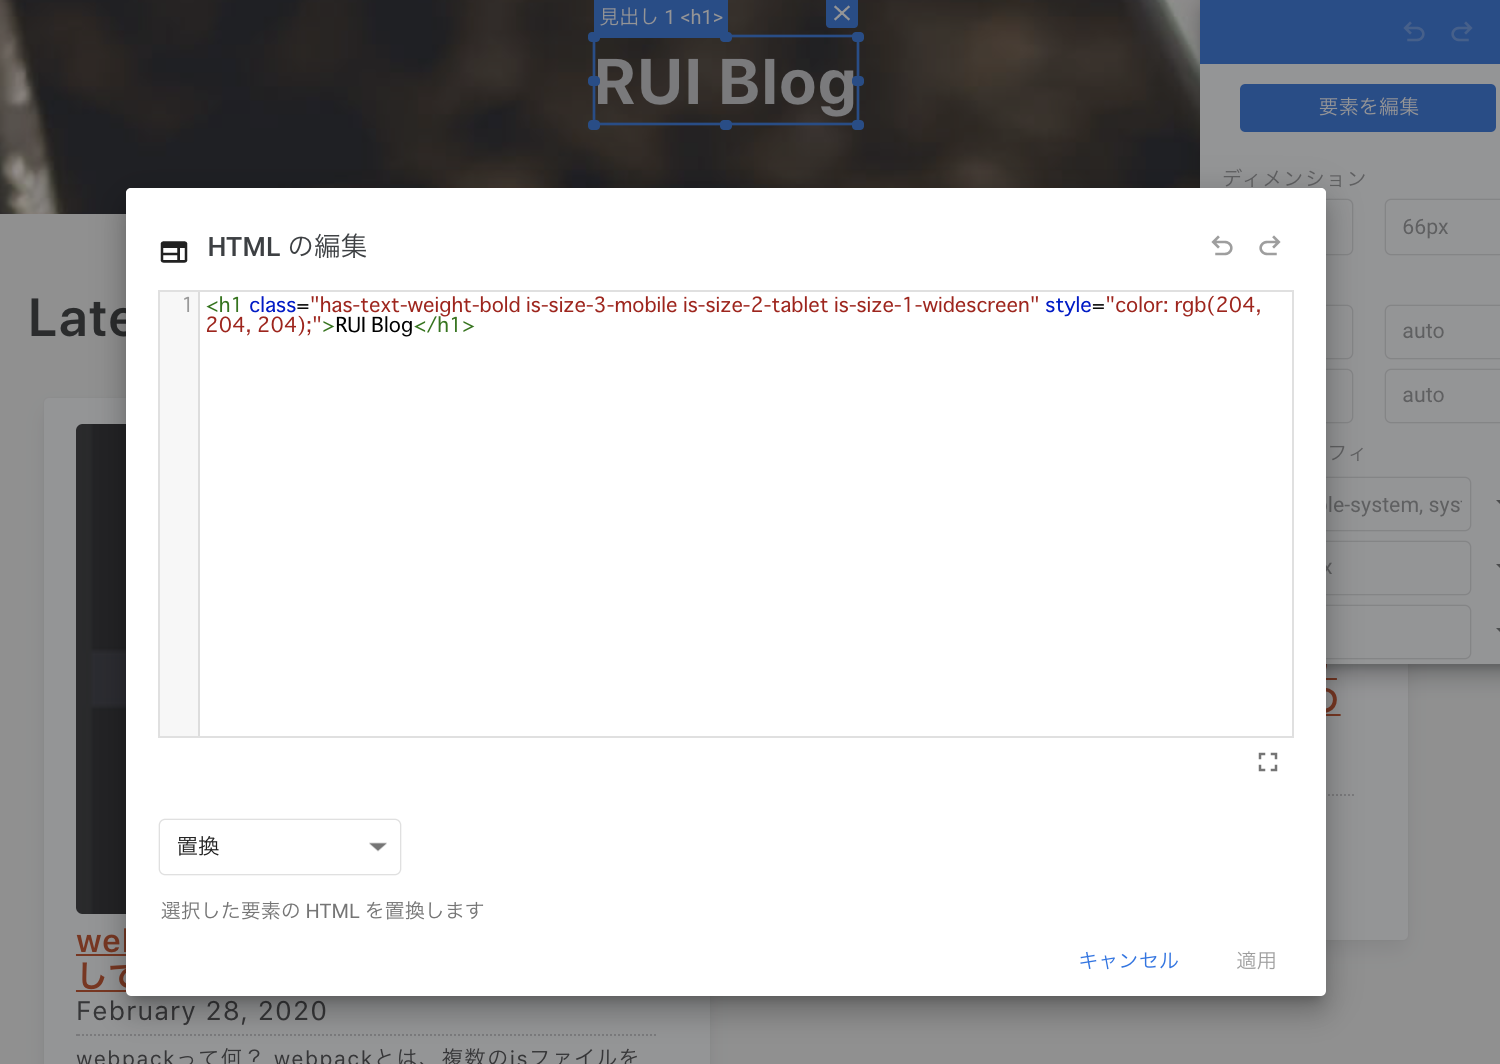 見出し 1 <h1>
RUI Blog
要素を編集
ディメンション
66px
HTML の編集
1 <h1 class="has-text-weight-bold is-size-3-mobile is-size-2-tablet is-size-1-widescreen" style="color: rgb(204,
204, 204);">RUI Blog</h1>
Late
auto
auto
フィ
le-system, sys
x
置換
選択した要素の HTML を置換します
キャンセル
適用
wel
して
February 28, 2020
webpackって何？ webpackとは、複数のjsファイルを